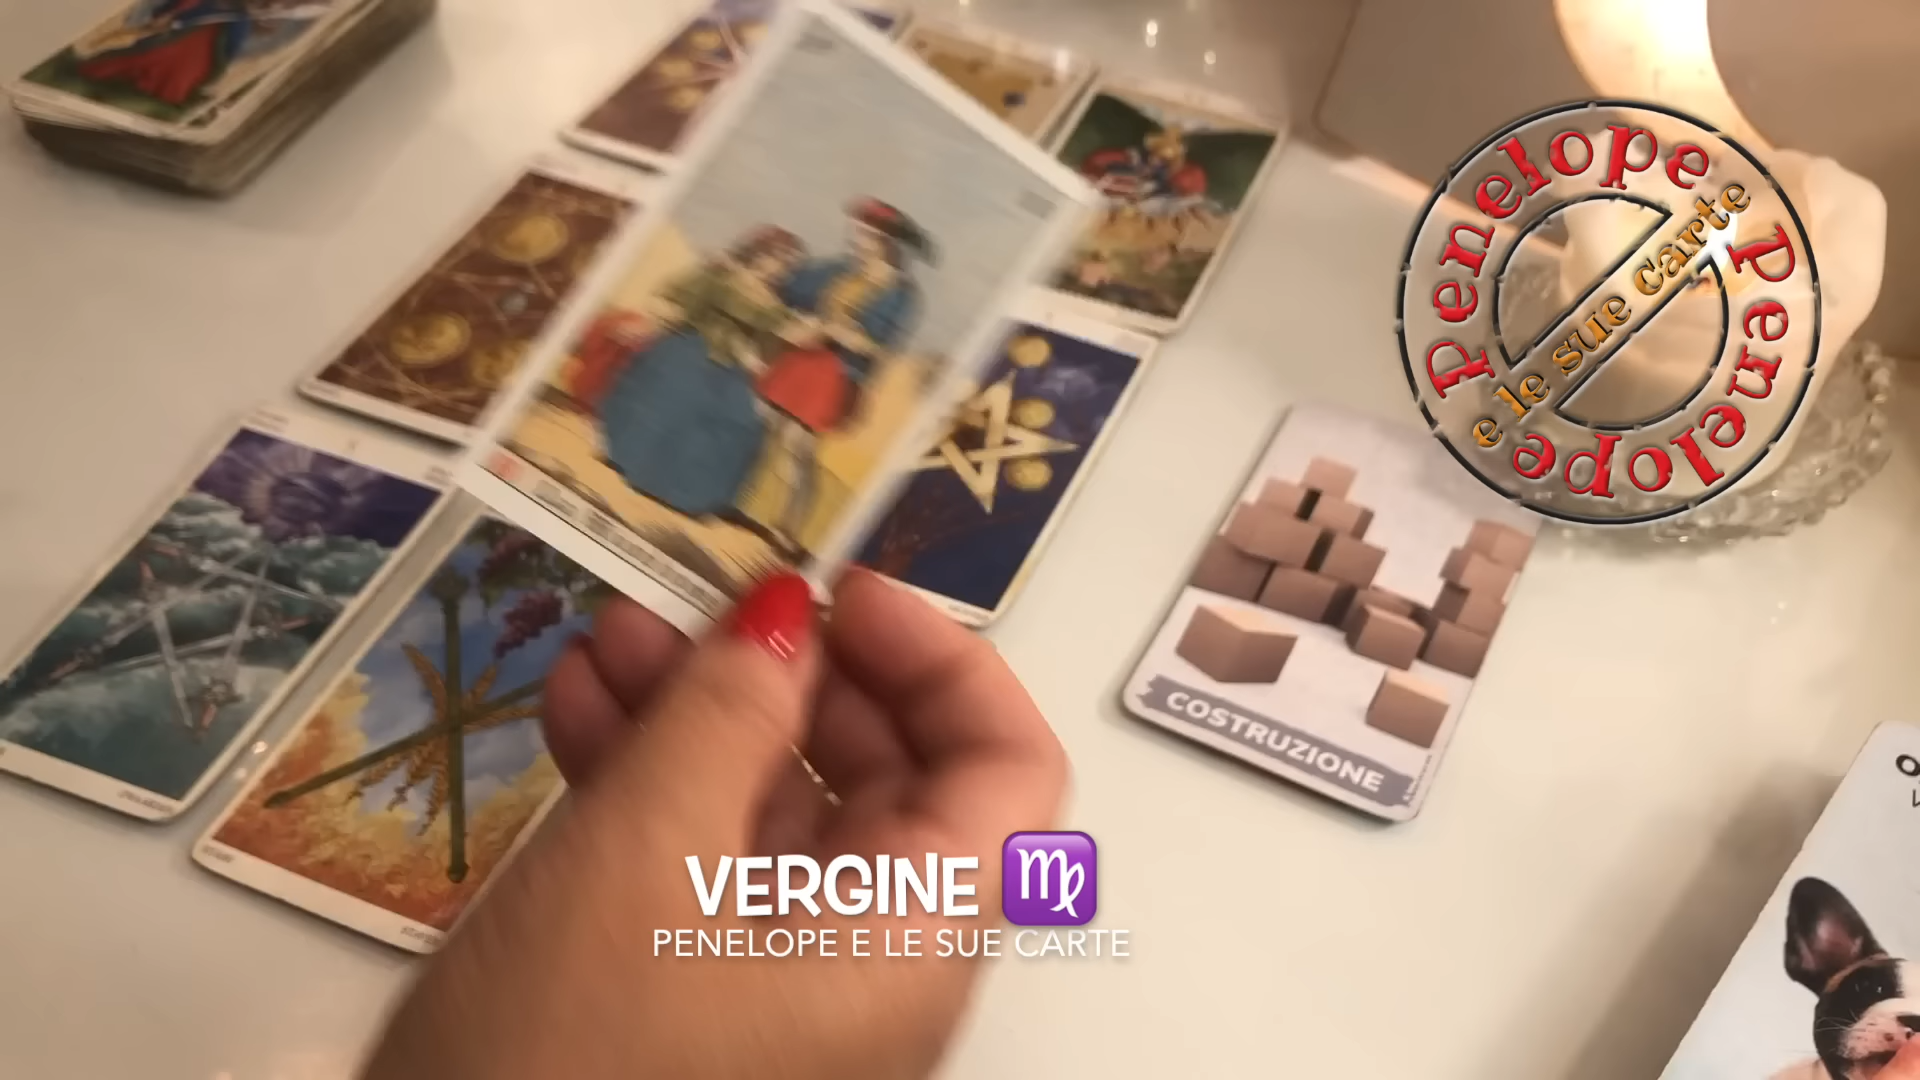 Penelope Penelope
e le sue carte
COSTRUZIONE
VERGINE ♍
PENELOPE E LE SUE CARTE